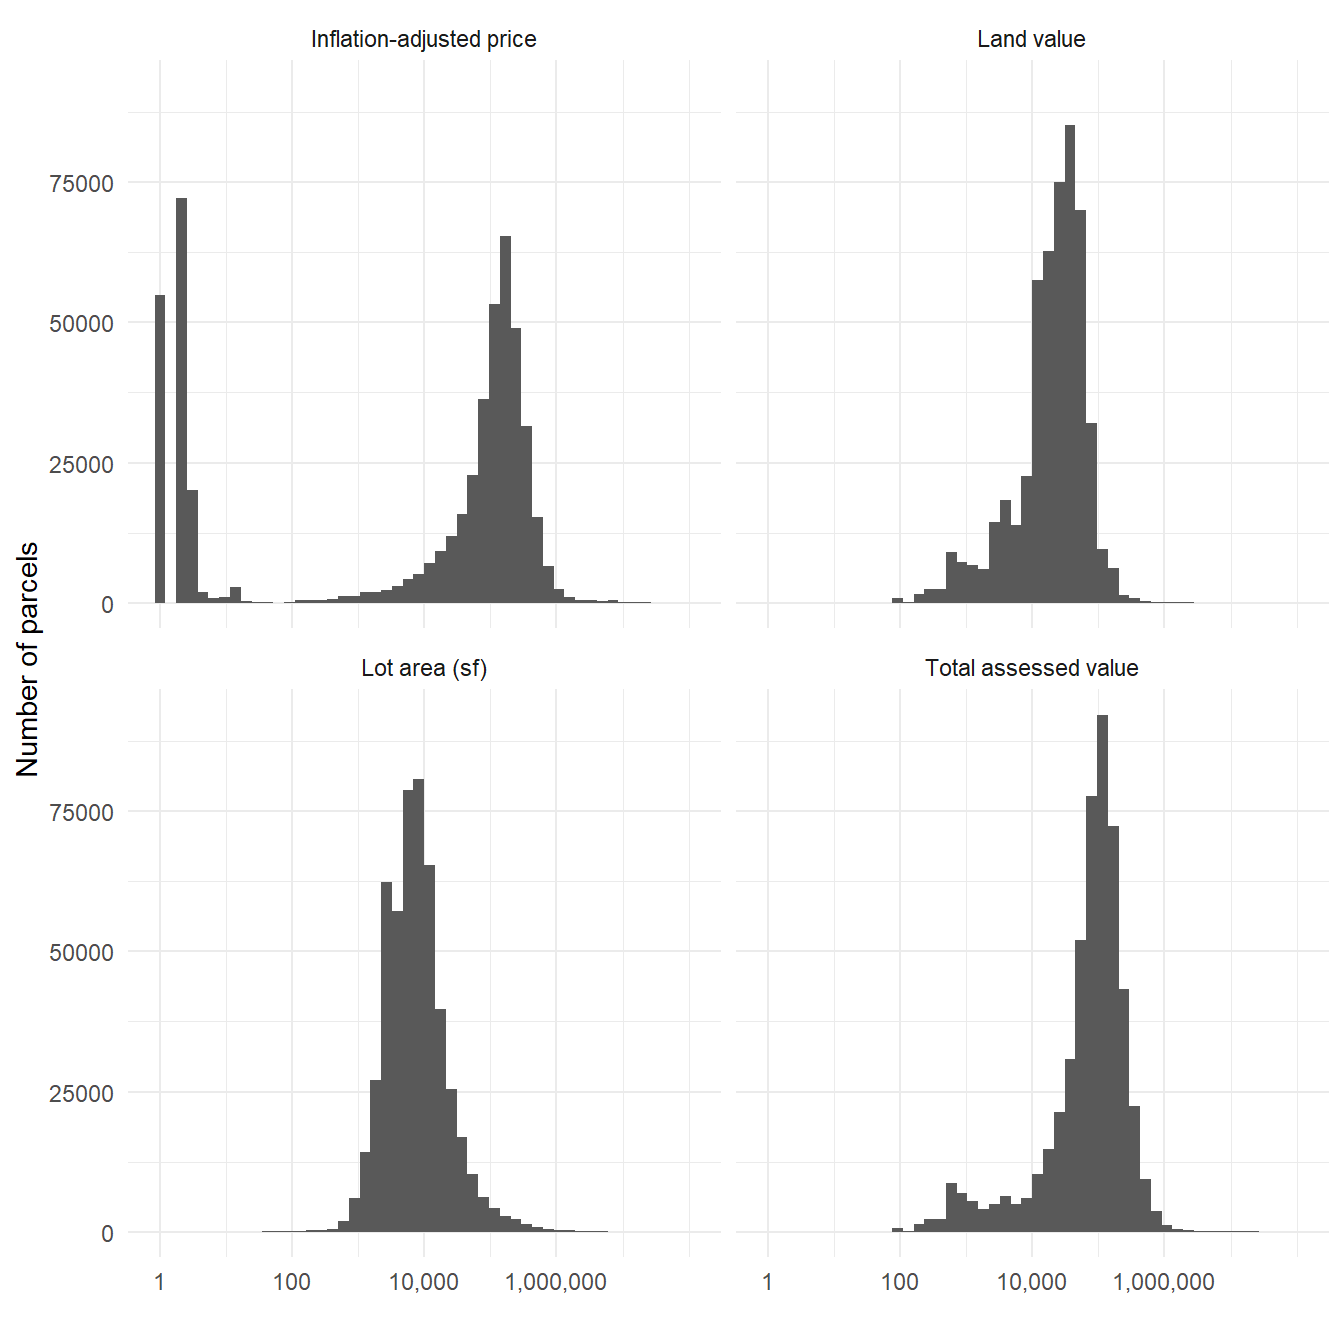 Inflation-adjusted price
Land value
75000
50000
25000
0
Number of parcels
Lot area (sf)
Total assessed value
75000
50000
25000
0
1 100 10,000 1,000,000
1 100 10,000 1,000,000